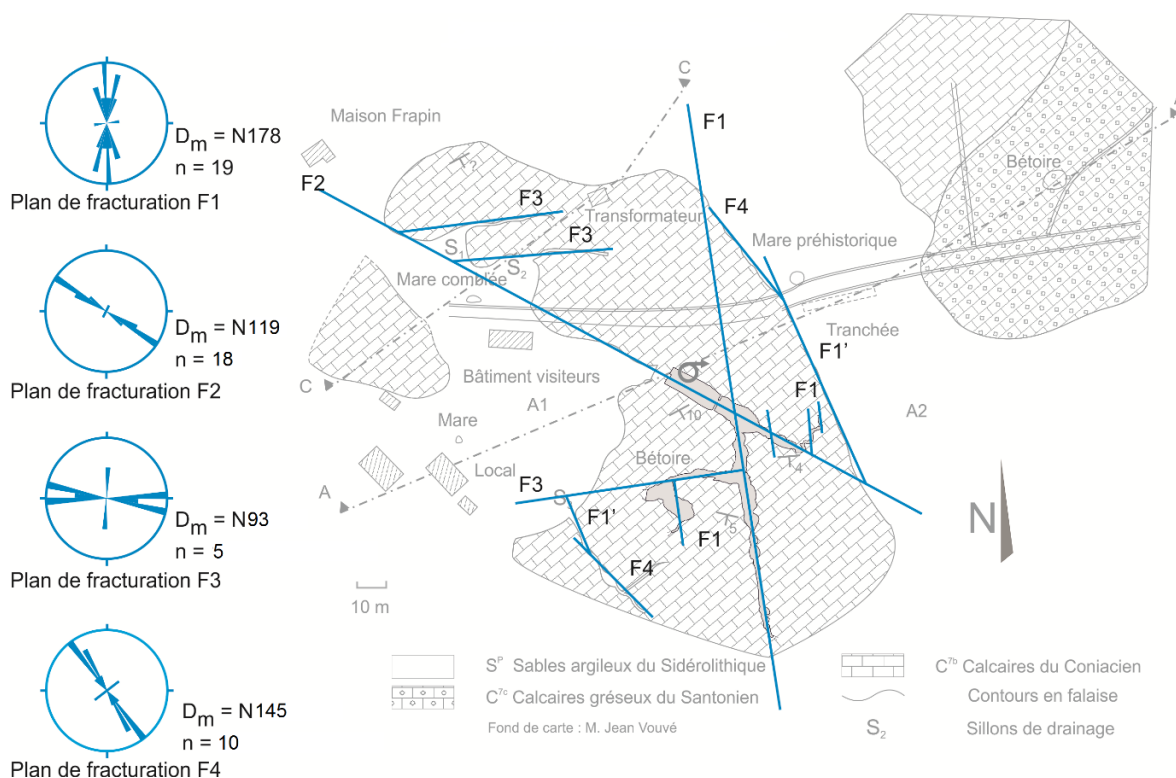 Dm = N178
n = 19
Plan de fracturation F1
Dm = N119
n = 18
Plan de fracturation F2
Dm = N93
n = 5
Plan de fracturation F3
Dm = N145
n = 10
Plan de fracturation F4
C
Maison Frapin
F1
F2
?
F3
Transformateur
F4
Bétoire
A
S1
F3
S2
Mare préhistorique
Mare comblée
Tranchée
F1’
Bâtiment visiteurs
C
A1
F1
A2
10
Mare
Bétoire
4
Local
F3
A
S
F1’
F1
5
N
F4
10 m
SP Sables argileux du Sidérolithique
C7c Calcaires gréseux du Santonien
Fond de carte : M. Jean Vouvé
C7b Calcaires du Coniacien
Contours en falaise
S2 Sillons de drainage